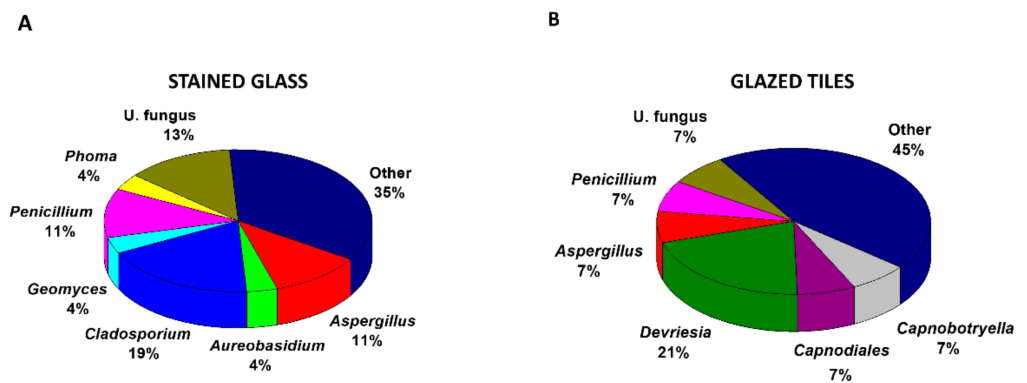 A
STAINED GLASS
U. fungus
13%
Phoma
4%
Penicillium
11%
Geomyces
4%
Cladosporium
19%
Aureobasidium
4%
Aspergillus
11%
Other
35%
B
GLAZED TILES
U. fungus
7%
Penicillium
7%
Aspergillus
7%
Devriesia
21%
Capnodiales
7%
Capnobotryella
7%
Other
45%